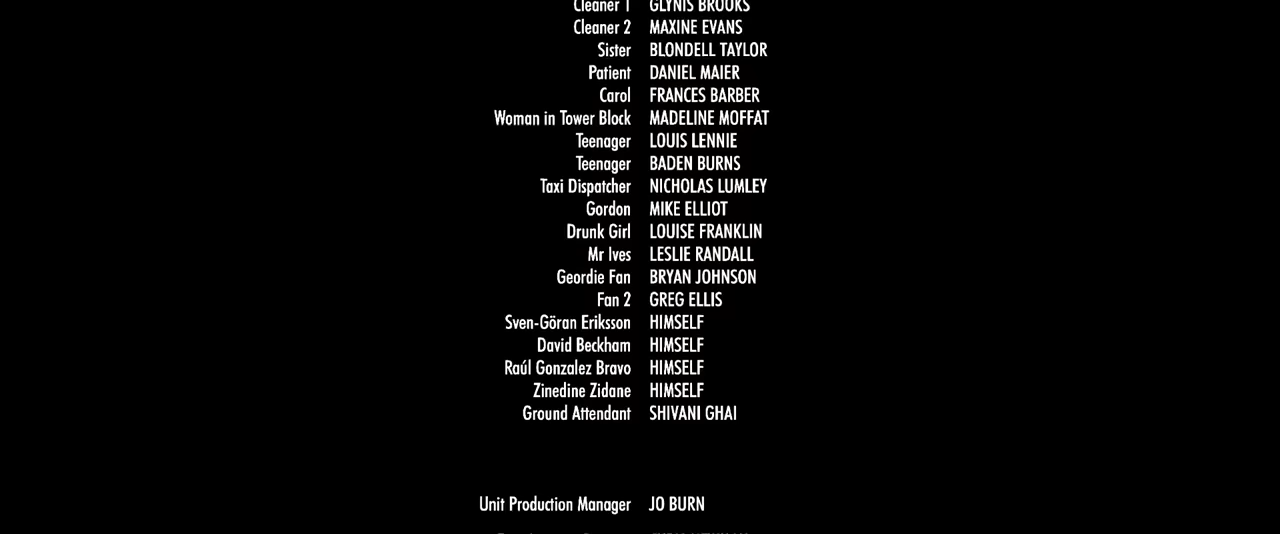 Cleaner 1 GLYNIS BROOKS
Cleaner 2 MAXINE EVANS
Sister BLONDELL TAYLOR
Patient DANIEL MAIER
Carol FRANCES BARBER
Woman in Tower Block MADELINE MOFFAT
Teenager LOUIS LENNIE
Teenager BADEN BURNS
Taxi Dispatcher NICHOLAS LUMLEY
Gordon MIKE ELLIOT
Drunk Girl LOUISE FRANKLIN
Mr Ives LESLIE RANDALL
Geordie Fan BRYAN JOHNSON
Fan 2 GREG ELLIS
Sven-Göran Eriksson HIMSELF
David Beckham HIMSELF
Raúl Gonzalez Bravo HIMSELF
Zinedine Zidane HIMSELF
Ground Attendant SHIVANI GHAI
Unit Production Manager JO BURN